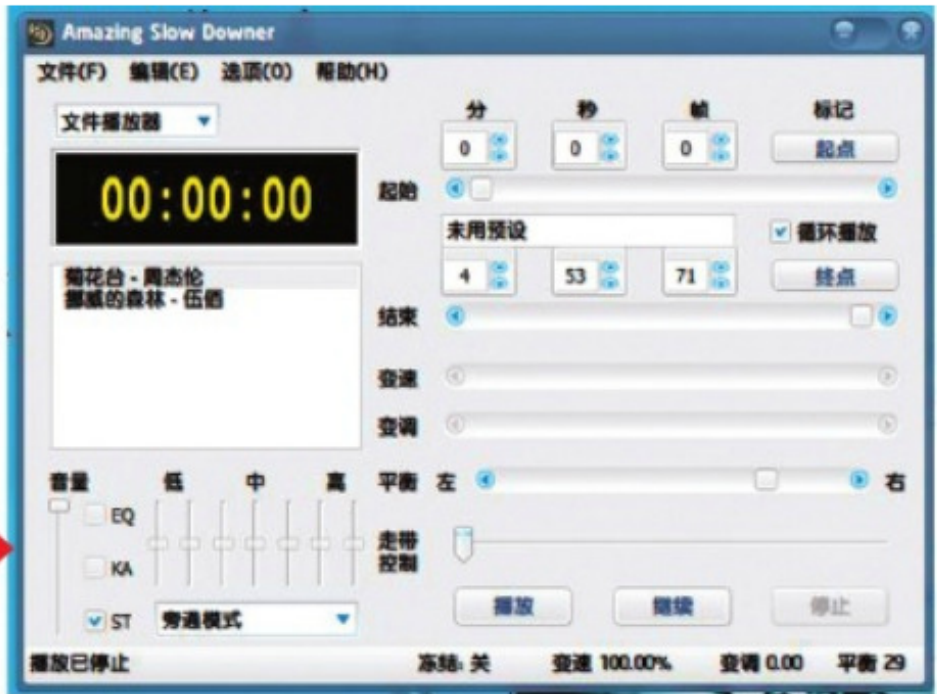 Amazing Slow Downer
文件(F) 编辑(E) 选顶(O) 帮助(H)
文件播放器
分 秒 帧 标记
0 0 0 起点
00:00:00
起始
未用预设 循环播放
菊花台 - 周杰伦
4 53 71 终点
挪威的森林 - 伍佰
结束
变速
变调
音量 低 中 高 平衡 左 右
EQ
走带
控制
KA
播放 继续 停止
ST 旁通模式
播放已停止 冻结: 关 变速 100.00% 变调 0.00 平衡 29